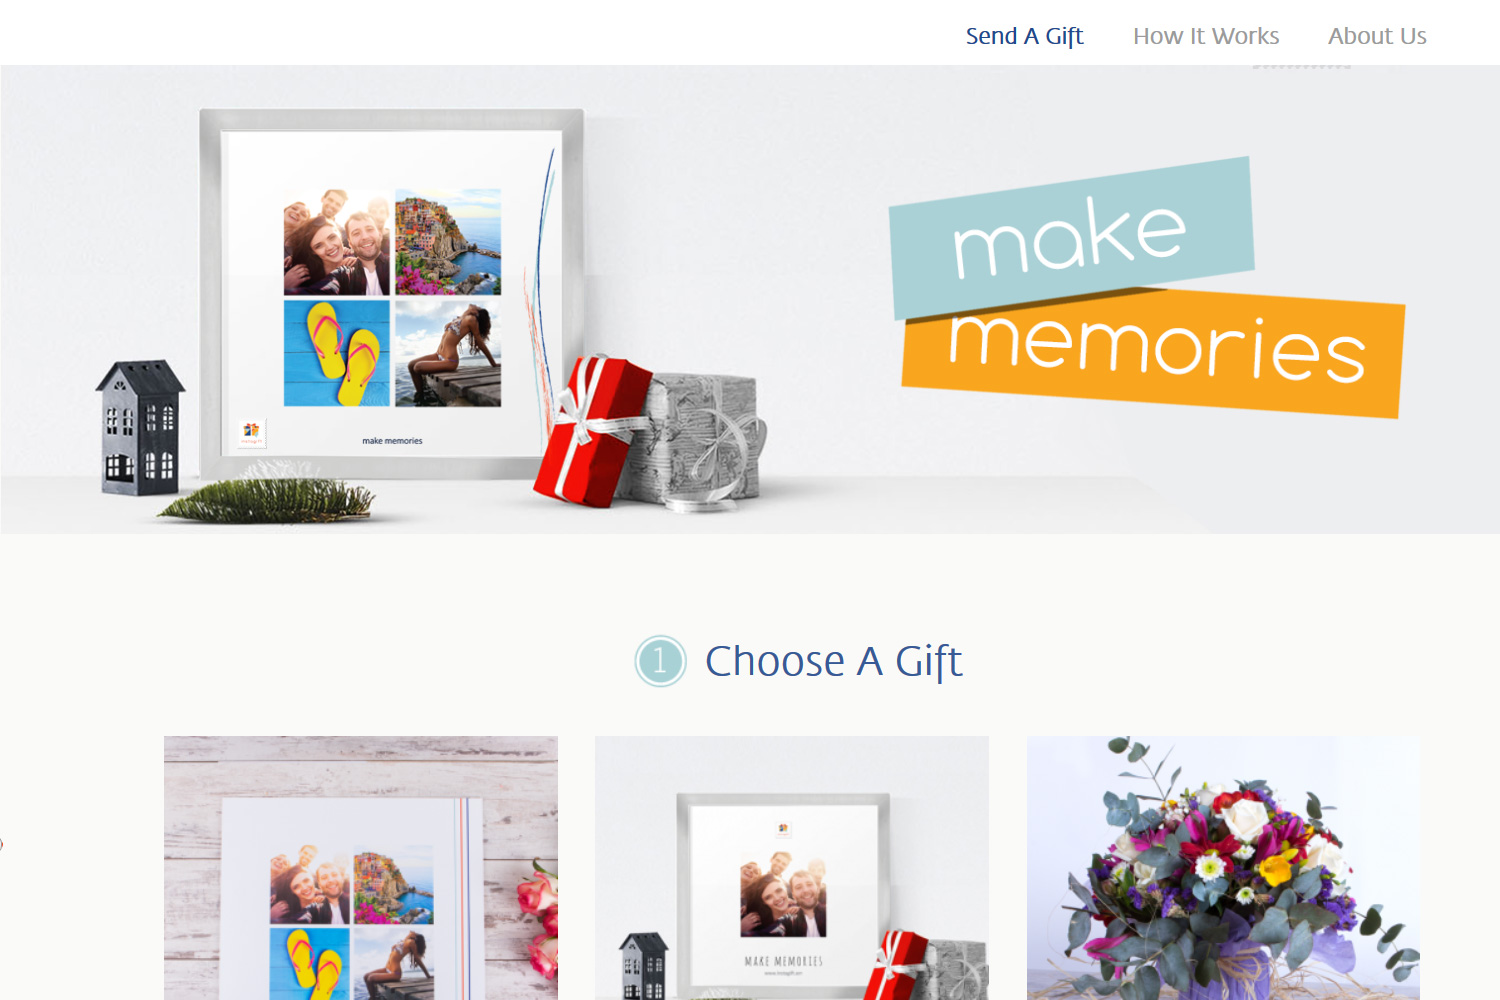 Send A Gift How It Works About Us
make
memories
make memories
1 Choose A Gift
MAKE MEMORIES